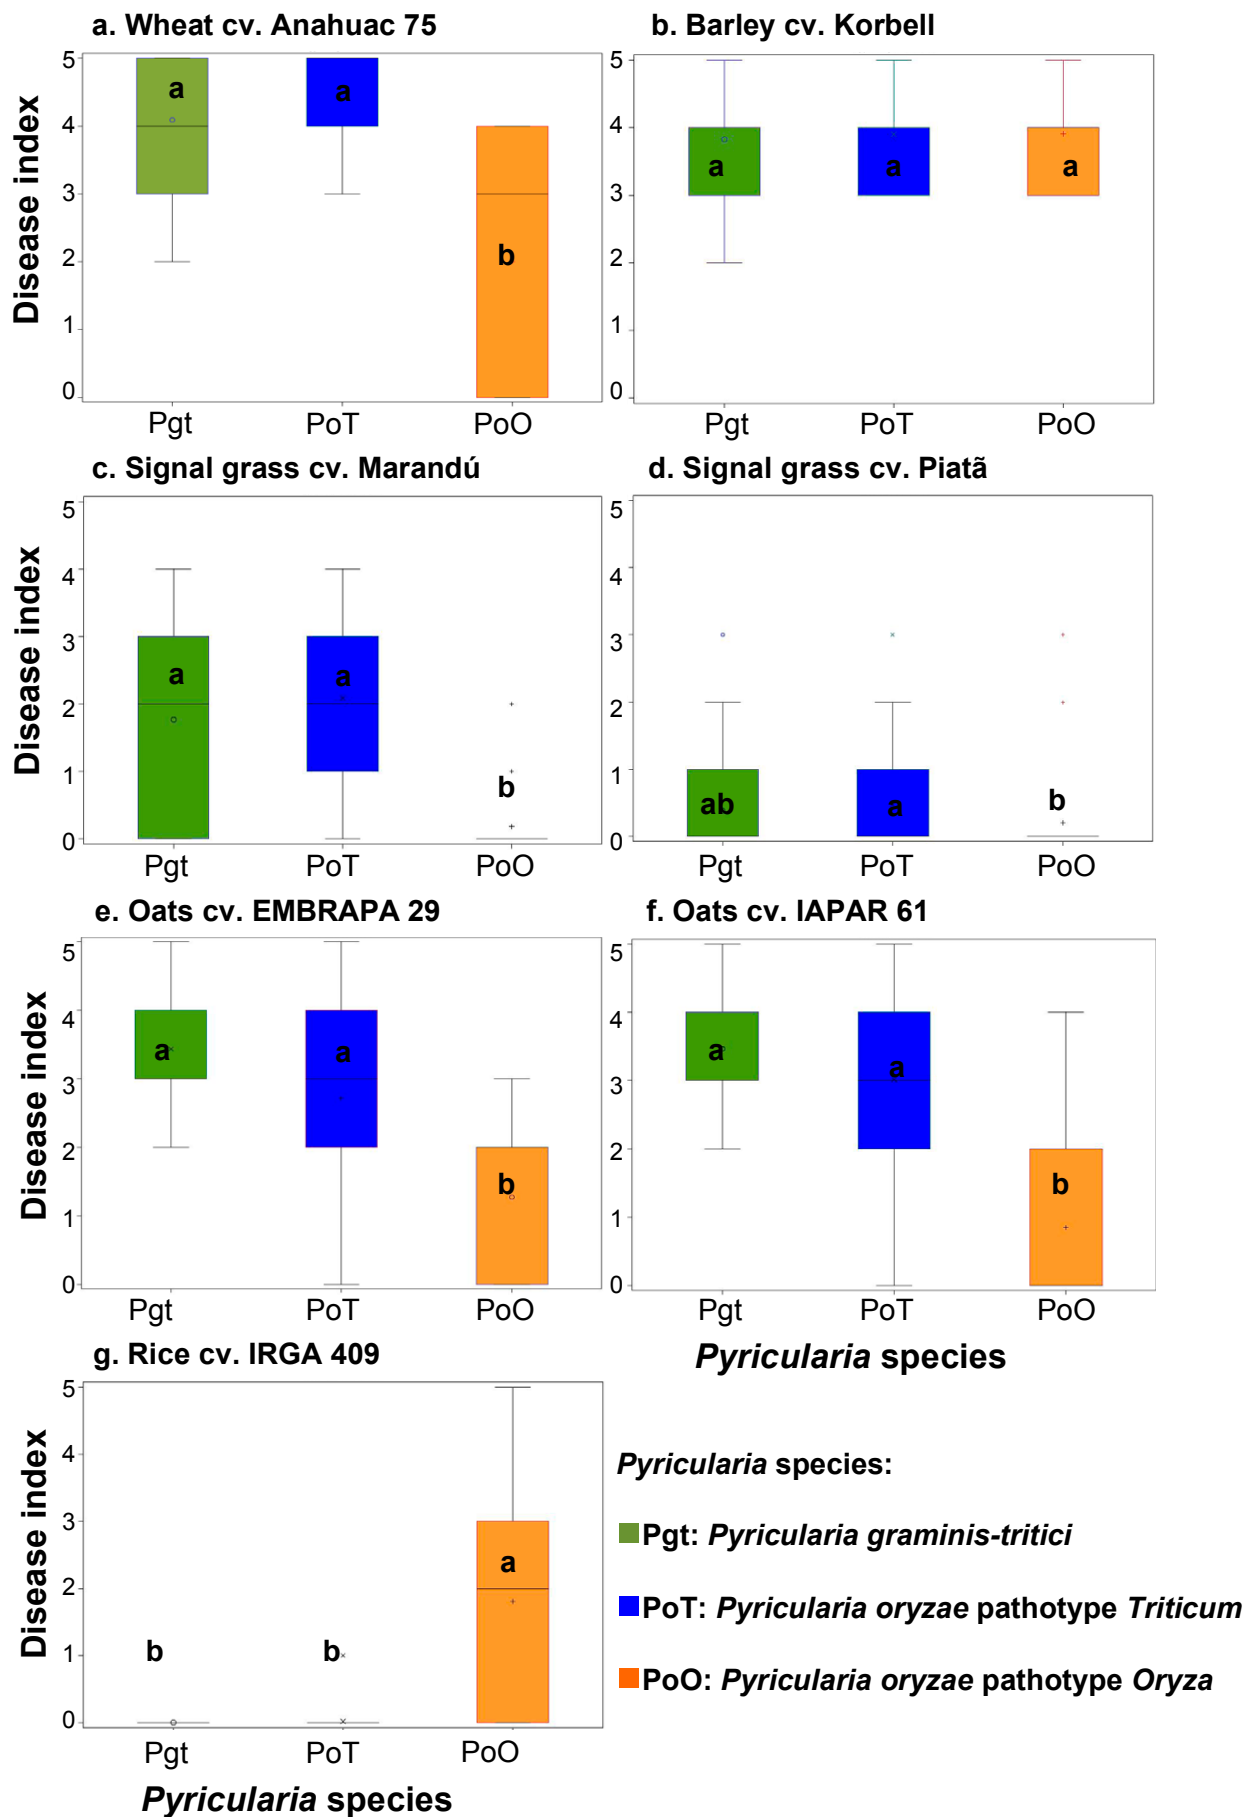 a. Wheat cv. Anahuac 75
Disease index
5
4
3
2
1
0
a
a
b
Pgt PoT PoO
b. Barley cv. Korbell
5
4
3
2
1
0
a a a
Pgt PoT PoO
c. Signal grass cv. Marandú
Disease index
5
4
3
2
1
0
a a
b
Pgt PoT PoO
d. Signal grass cv. Piatã
5
4
3
2
1
0
ab a b
Pgt PoT PoO
e. Oats cv. EMBRAPA 29
Disease index
5
4
3
2
1
0
a a
b
Pgt PoT PoO
f. Oats cv. IAPAR 61
5
4
3
2
1
0
a a
b
Pgt PoT PoO
Pyricularia species
g. Rice cv. IRGA 409
Disease index
5
4
3
2
1
0
b b
a
Pgt PoT PoO
Pyricularia species
Pyricularia species:
Pgt: Pyricularia graminis-tritici
PoT: Pyricularia oryzae pathotype Triticum
PoO: Pyricularia oryzae pathotype Oryza